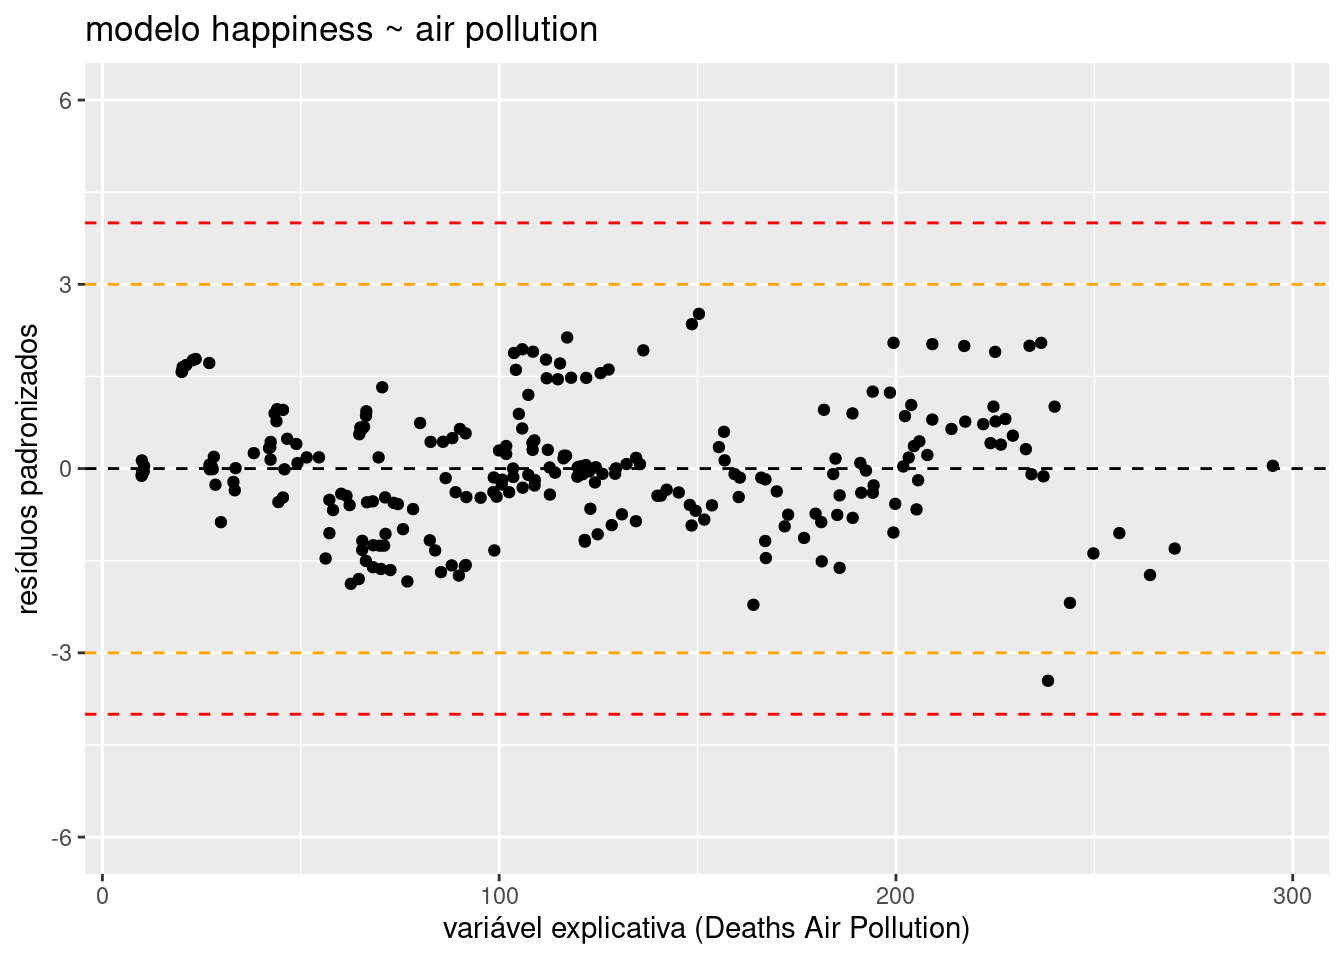 modelo happiness ~ air pollution
6
3
0
-3
-6
resíduos padronizados
0 100 200 300
variável explicativa (Deaths Air Pollution)